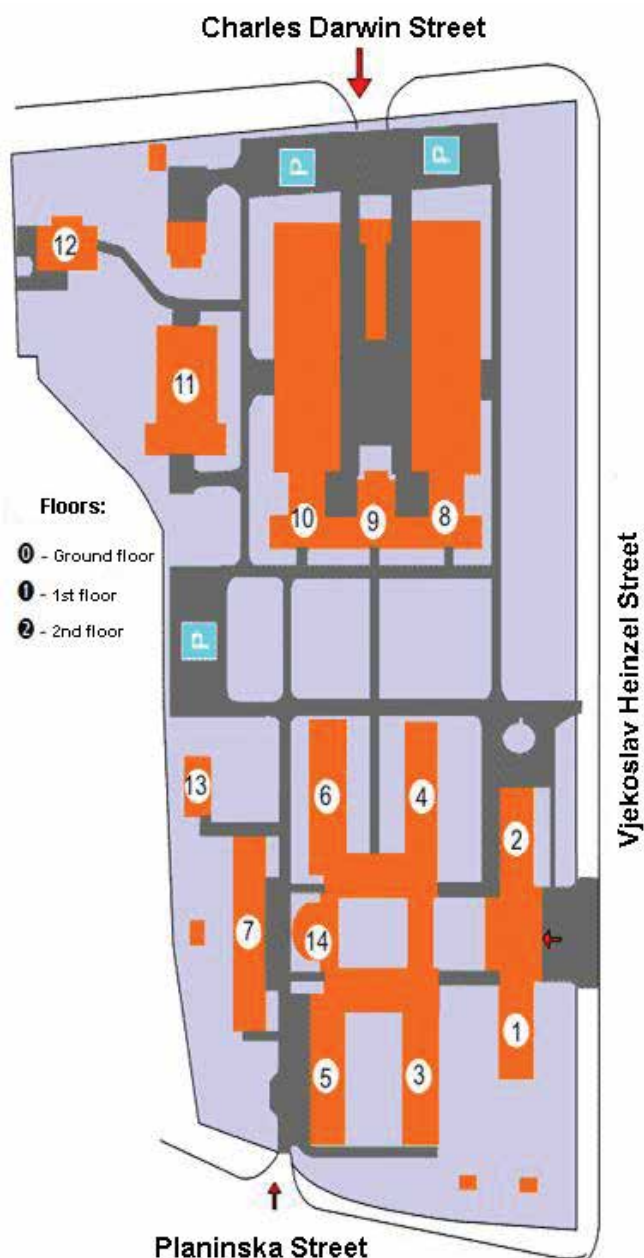 Charles Darwin Street
P
P
12
11
10
9
8
Floors:
0 - Ground floor
1 - 1st floor
2 - 2nd floor
P
Vjekoslav Heinzel Street
13
6
4
2
7
14
1
5
3
Planinska Street